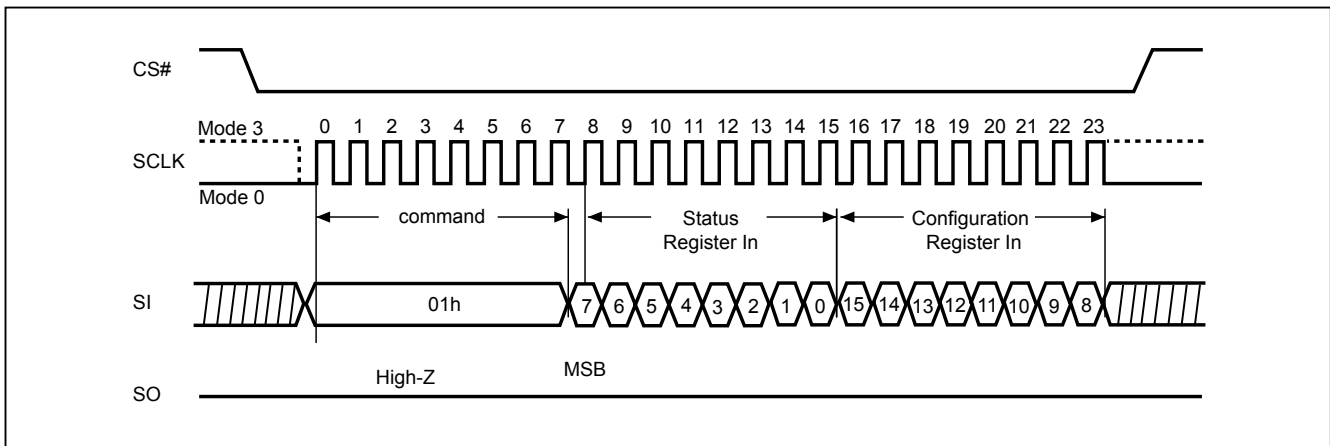 CS#
Mode 3
0 1 2 3 4 5 6 7 8 9 10 11 12 13 14 15 16 17 18 19 20 21 22 23
SCLK
Mode 0
command
Status
Register In
Configuration
Register In
SI
01h
7 6 5 4 3 2 1 0 15 14 13 12 11 10 9 8
High-Z
MSB
SO